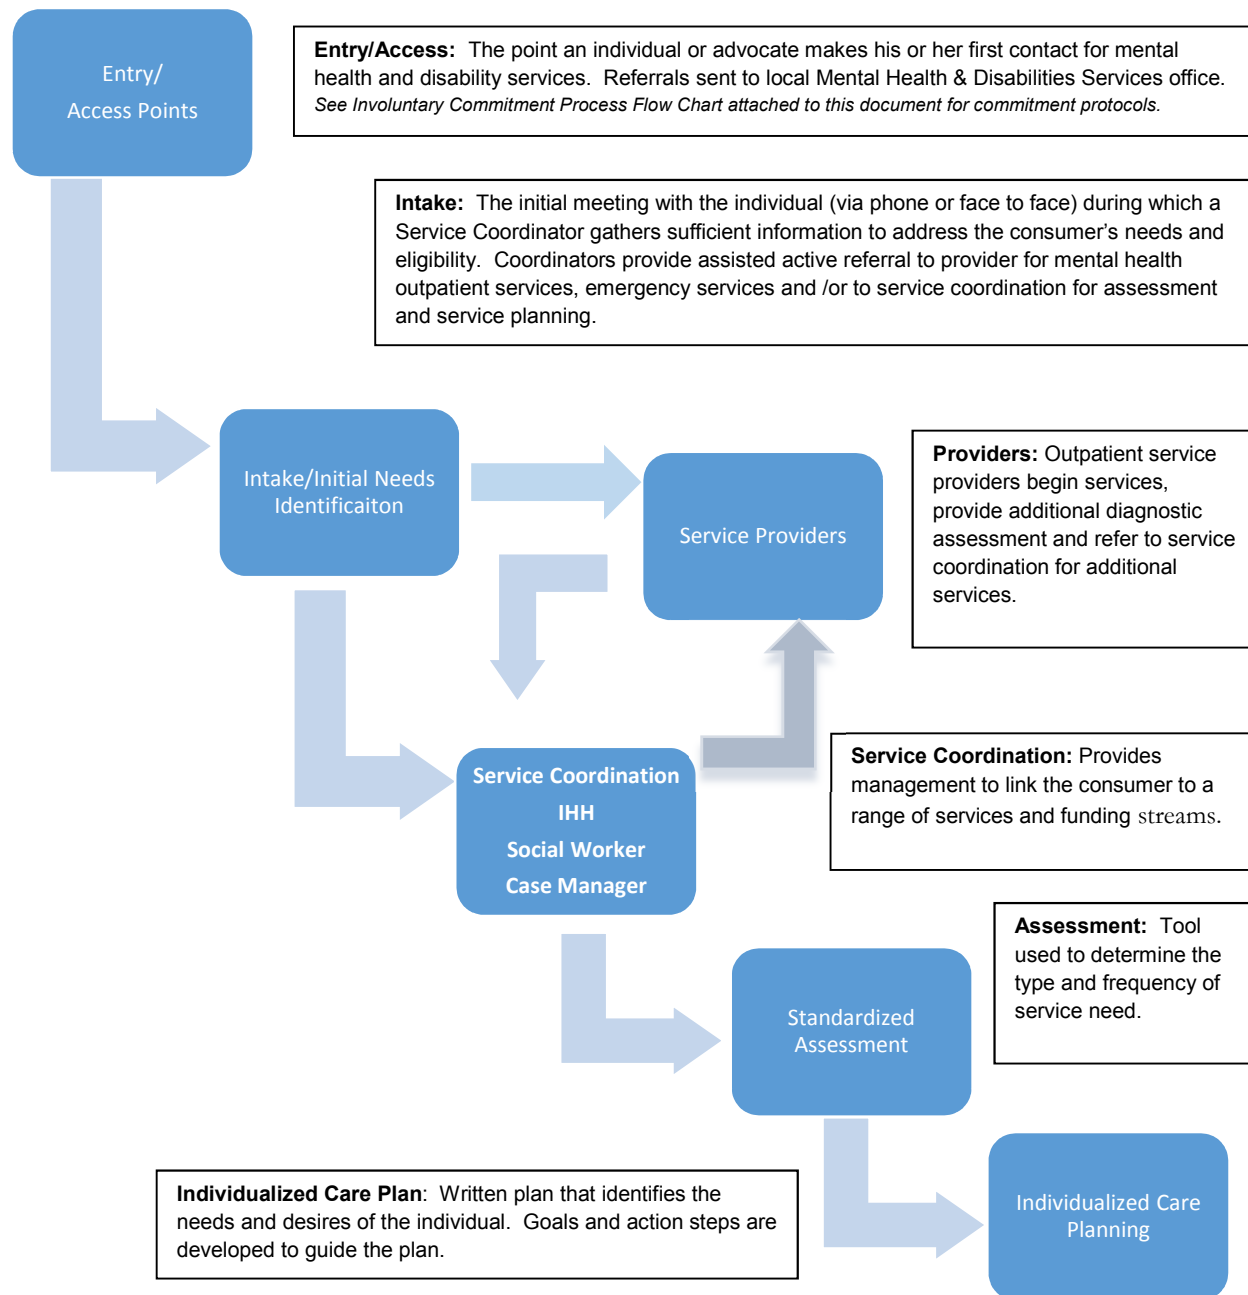 Entry/
Access Points
Entry/Access:  The point an individual or advocate makes his or her first contact for mental
health and disability services.  Referrals sent to local Mental Health & Disabilities Services office.
See Involuntary Commitment Process Flow Chart attached to this document for commitment protocols.
Intake:  The initial meeting with the individual (via phone or face to face) during which a
Service Coordinator gathers sufficient information to address the consumer’s needs and
eligibility.  Coordinators provide assisted active referral to provider for mental health
outpatient services, emergency services and /or to service coordination for assessment
and service planning.
Intake/Initial Needs
Identificaiton
Service Providers
Providers: Outpatient service
providers begin services,
provide additional diagnostic
assessment and refer to service
coordination for additional
services.
Service Coordination
IHH
Social Worker
Case Manager
Service Coordination: Provides
management to link the consumer to a
range of services and funding streams.
Assessment:  Tool
used to determine the
type and frequency of
service need.
Standardized
Assessment
Individualized Care Plan:  Written plan that identifies the
needs and desires of the individual.  Goals and action steps are
developed to guide the plan.
Individualized Care
Planning